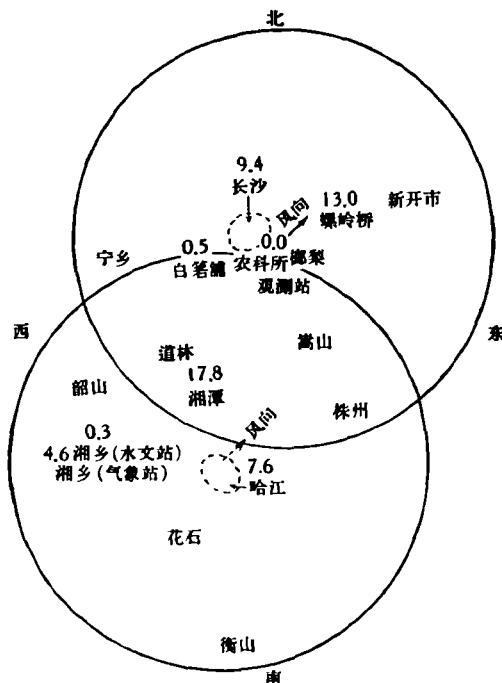 北
9.4
长沙
风向
13.0
螺岭桥
新开市
0.5
0.0
宁乡
白箬铺
农科所
㮾梨
观测站
西
东
道林
嵩山
17.8
韶山
湘潭
株州
风向
0.3
4.6湘乡(水文站)
湘乡(气象站)
7.6
哈江
花石
衡山
南